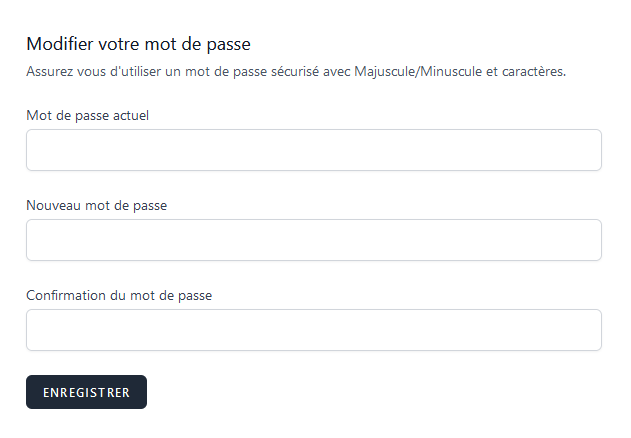 Modifier votre mot de passe
Assurez vous d'utiliser un mot de passe sécurisé avec Majuscule/Minuscule et caractères.
Mot de passe actuel
Nouveau mot de passe
Confirmation du mot de passe
ENREGISTRER